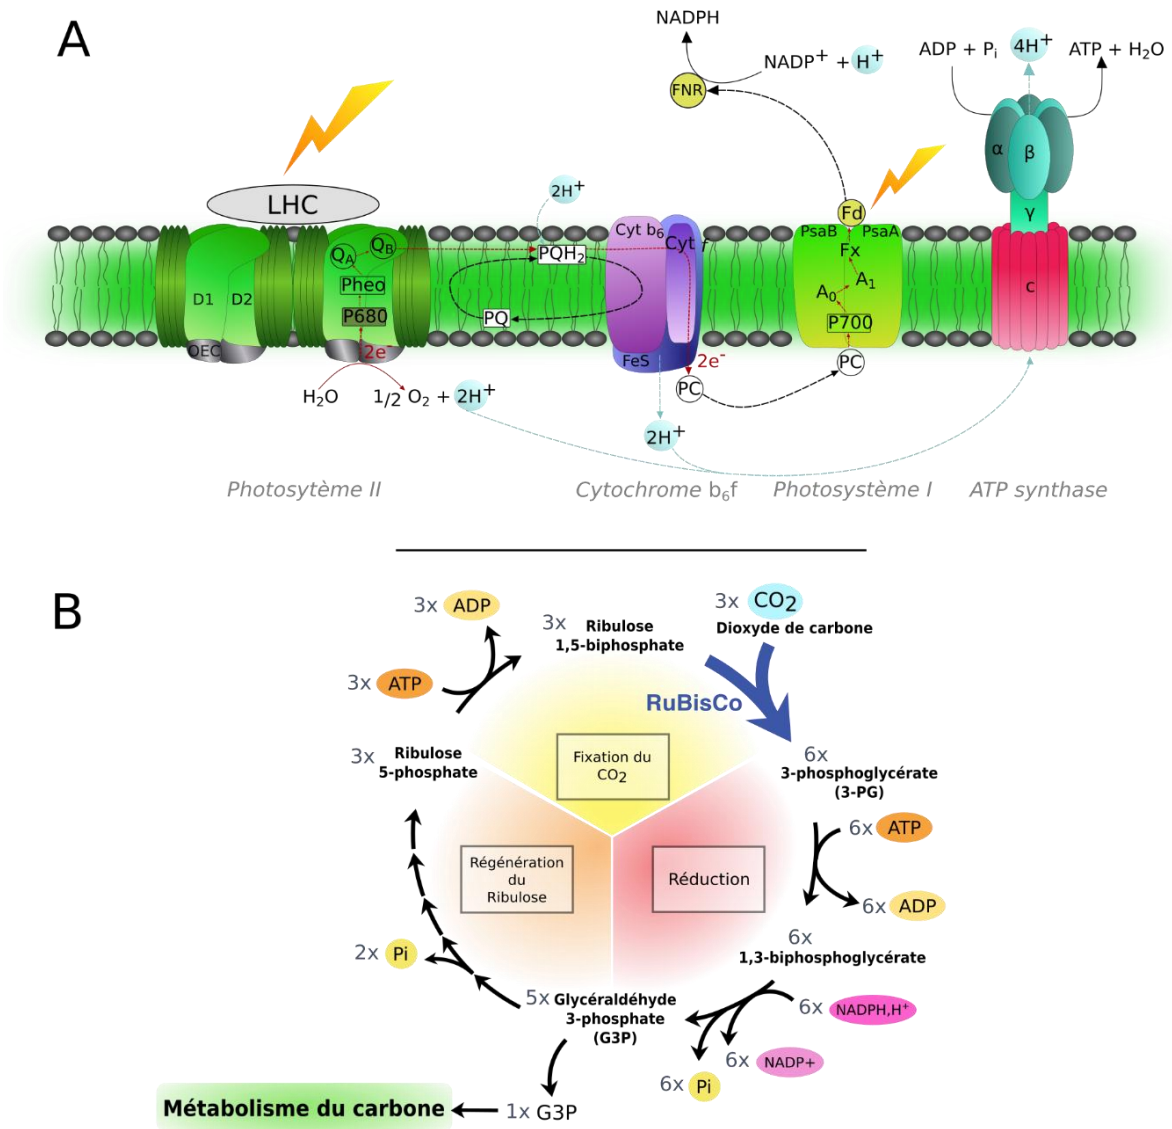 A
NADPH
NADP+ + H+
FNR
ADP + Pi
4H+
ATP + H2O
α
β
γ
c
LHC
2H+
Cyt b6
Cyt f
FeS
Fd
PsaB
PsaA
Fx
A1
A0
P700
PC
QA
QB
PQH2
PQ
Pheo
P680
D1
D2
OEC
2e-
2e-
PC
H2O
1/2 O2 + 2H+
2H+
Photosytème II
Cytochrome b6f
Photosystème I
ATP synthase
B
3x ADP
3x Ribulose
1,5-biphosphate
3x CO2
Dioxyde de carbone
3x ATP
RuBisCo
3x Ribulose
5-phosphate
Fixation du
CO2
6x
3-phosphoglycérate
(3-PG)
6x ATP
Régénération
du
Ribulose
Réduction
6x ADP
6x
1,3-biphosphoglycérate
2x Pi
5x Glycéraldéhyde
3-phosphate
(G3P)
6x NADPH,H+
6x NADP+
6x Pi
Métabolisme du carbone
1x G3P